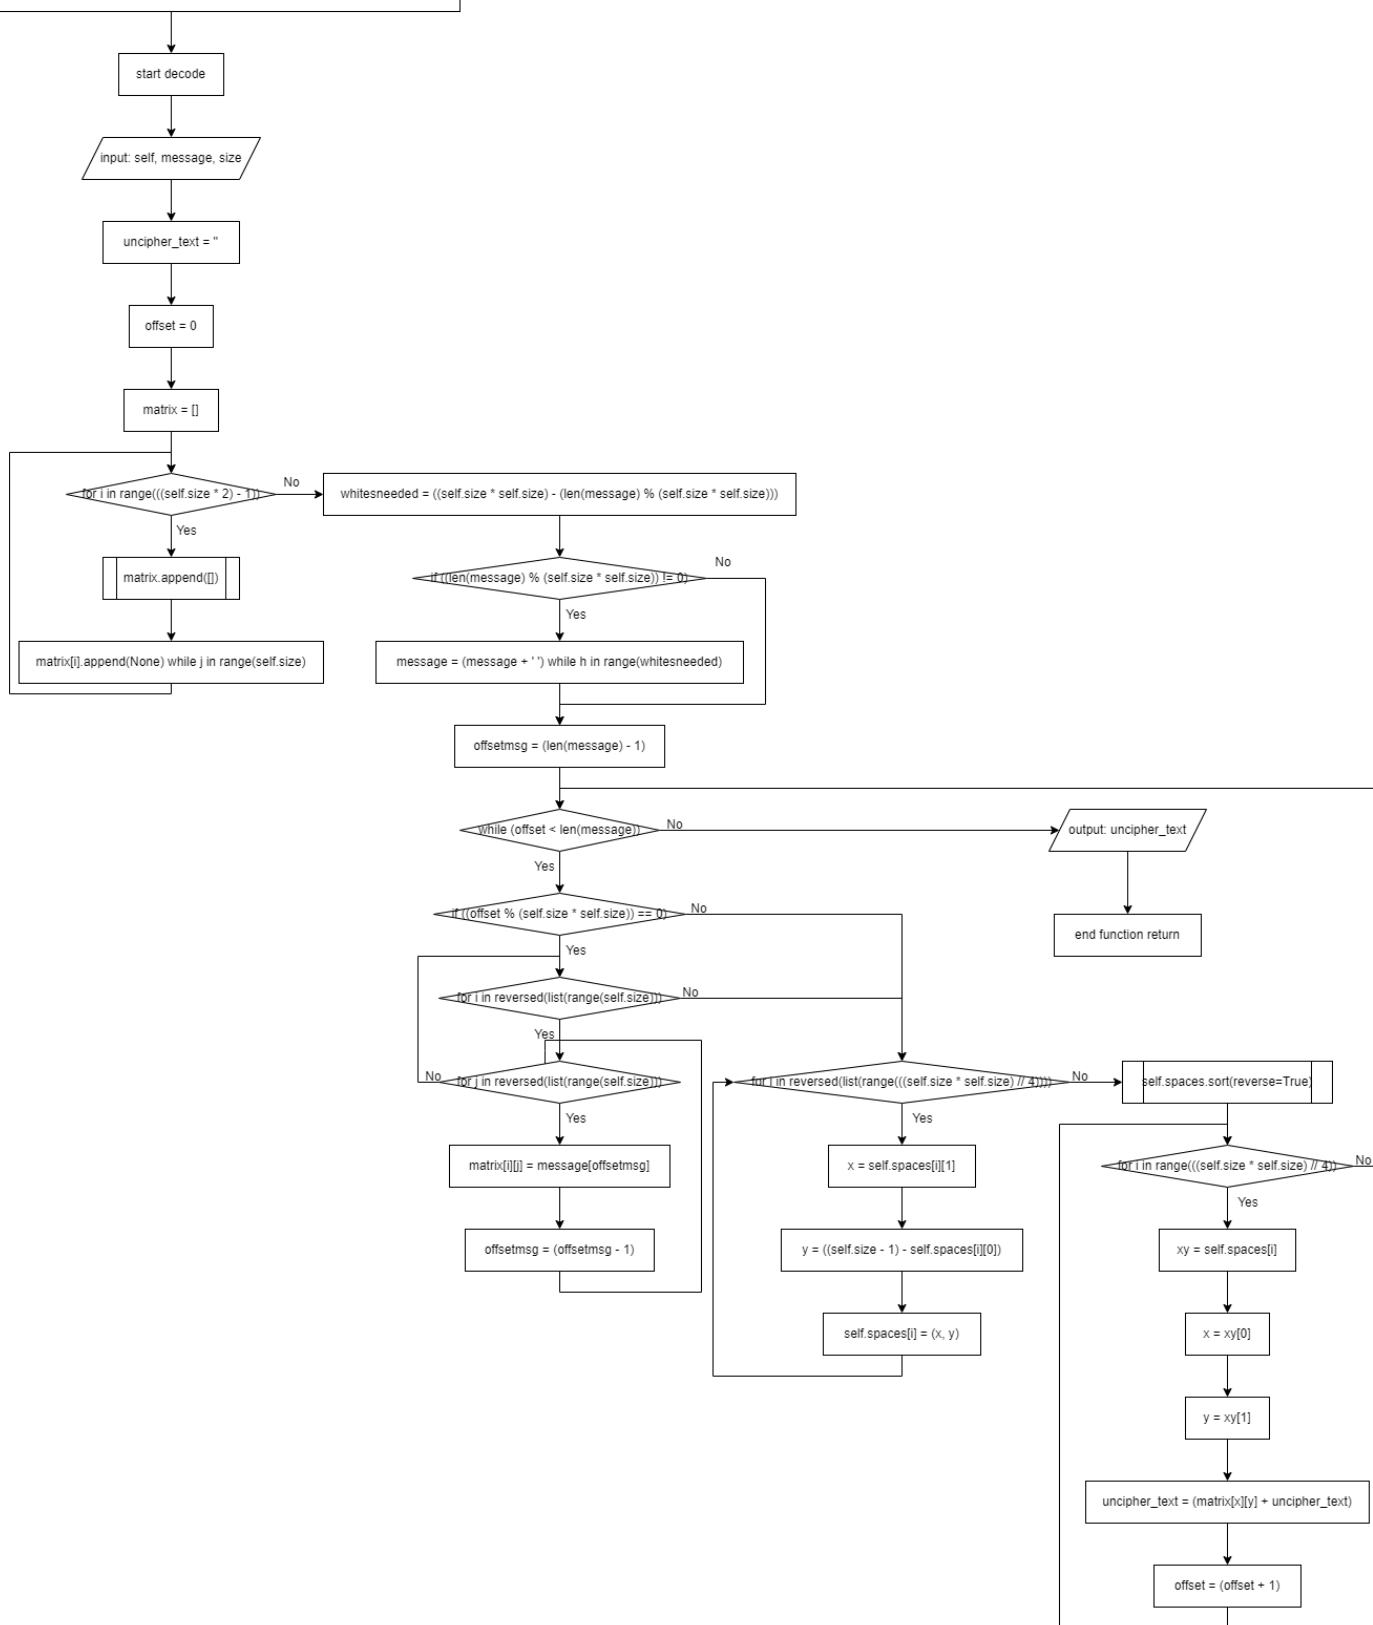 start decode
input: self, message, size
uncipher_text = ''
offset = 0
matrix = []
for i in range(((self.size * 2) - 1))
No
Yes
matrix.append([])
matrix[i].append(None) while j in range(self.size)
whitesneeded = ((self.size * self.size) - (len(message) % (self.size * self.size)))
if ((len(message) % (self.size * self.size)) != 0)
No
Yes
message = (message + ' ') while h in range(whitesneeded)
offsetmsg = (len(message) - 1)
while (offset < len(message))
No
output: uncipher_text
end function return
Yes
if ((offset % (self.size * self.size)) == 0)
No
Yes
for i in reversed(list(range(self.size)))
No
Yes
for j in reversed(list(range(self.size)))
No
Yes
matrix[i][j] = message[offsetmsg]
offsetmsg = (offsetmsg - 1)
for i in reversed(list(range(((self.size * self.size) // 4))))
No
Yes
x = self.spaces[i][1]
y = ((self.size - 1) - self.spaces[i][0])
self.spaces[i] = (x, y)
self.spaces.sort(reverse=True)
for i in range(((self.size * self.size) // 4))
No
Yes
xy = self.spaces[i]
x = xy[0]
y = xy[1]
uncipher_text = (matrix[x][y] + uncipher_text)
offset = (offset + 1)